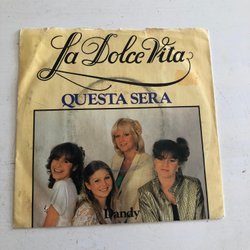 La Dolce Vita
QUESTA SERA
Dandy